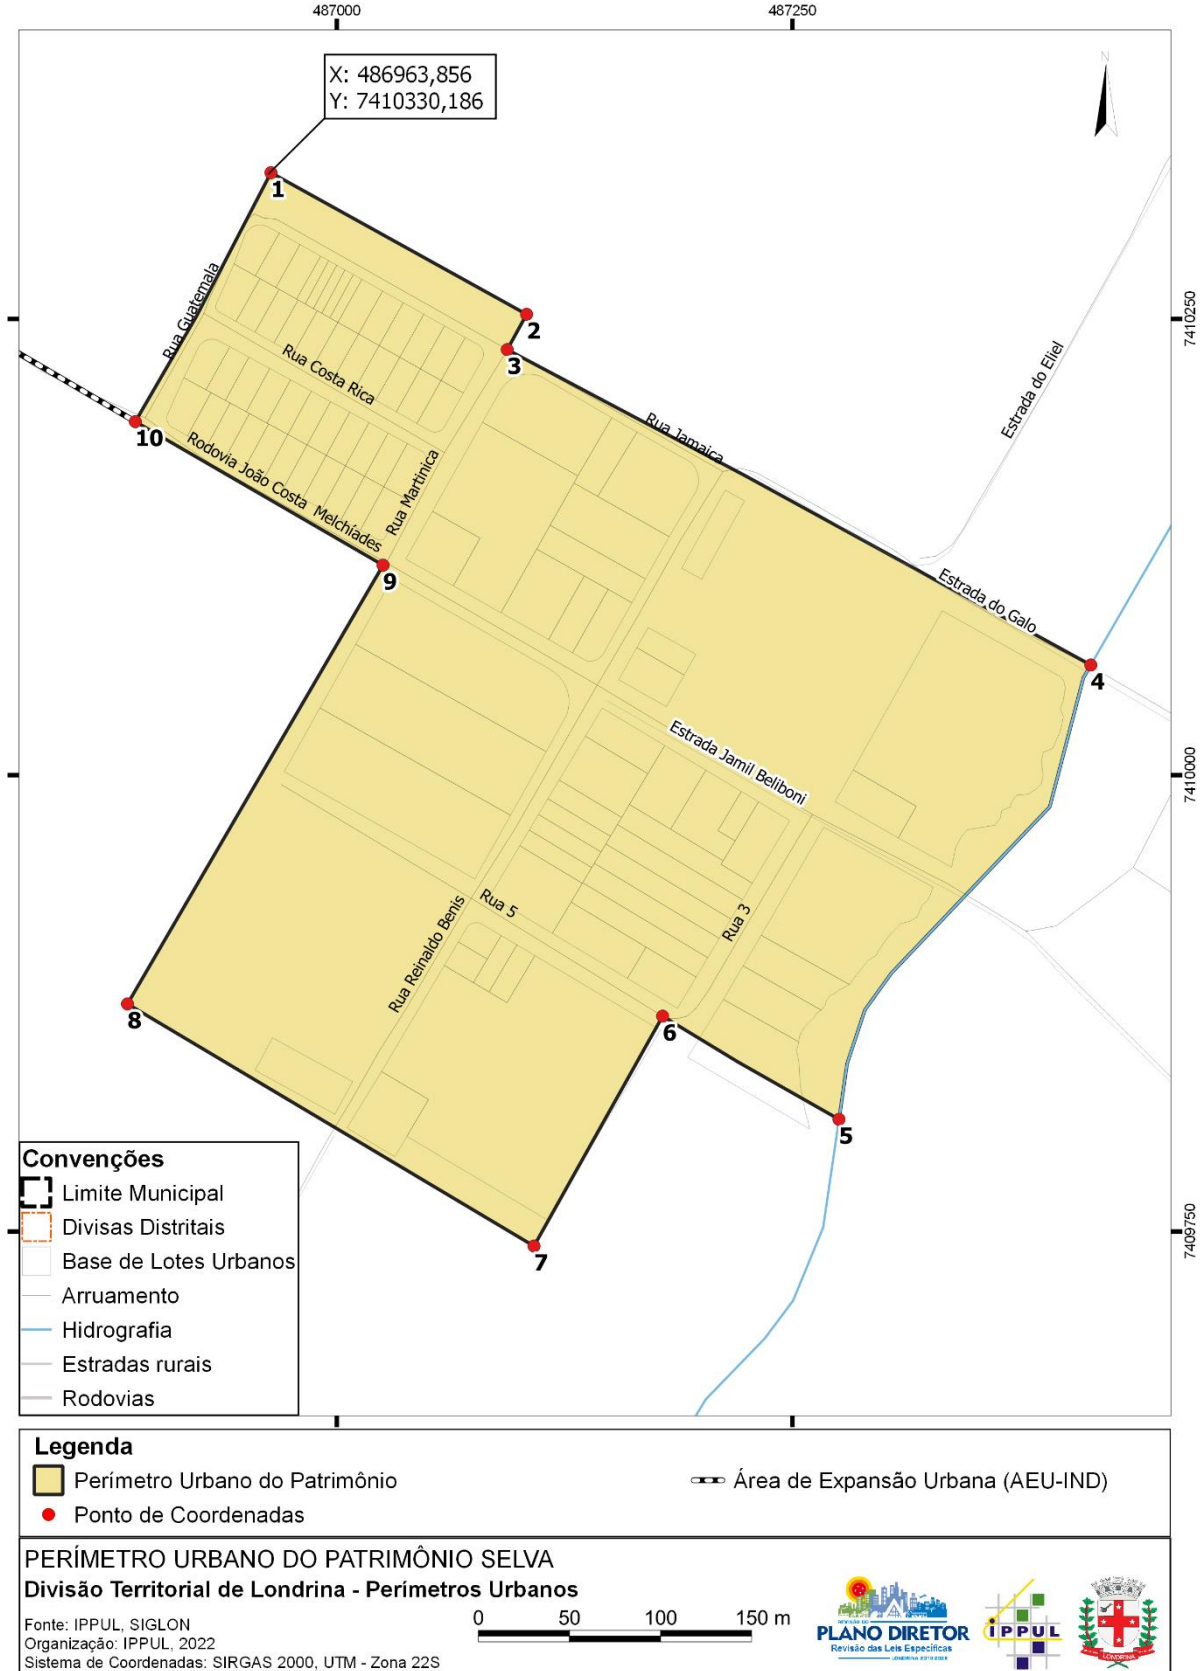 487000
487250
X: 486963,856
Y: 7410330,186
N
1
2
3
4
5
6
7
8
9
10
7410250
7410000
7409750
Rua Guatemala
Rua Costa Rica
Rodovia João Costa Melchíades
Rua Martinica
Rua Jamaica
Estrada do Eliel
Estrada do Galo
Estrada Jamil Beliboni
Rua 5
Rua 3
Rua Reinaldo Benis
Convenções
Limite Municipal
Divisas Distritais
Base de Lotes Urbanos
Arruamento
Hidrografia
Estradas rurais
Rodovias
Legenda
Perímetro Urbano do Patrimônio
Área de Expansão Urbana (AEU-IND)
Ponto de Coordenadas
PERÍMETRO URBANO DO PATRIMÔNIO SELVA
Divisão Territorial de Londrina - Perímetros Urbanos
Fonte: IPPUL, SIGLON
Organização: IPPUL, 2022
Sistema de Coordenadas: SIRGAS 2000, UTM - Zona 22S
0 50 100 150 m
REVISÃO DO
PLANO DIRETOR
Revisão das Leis Específicas
IPPUL
LONDRINA